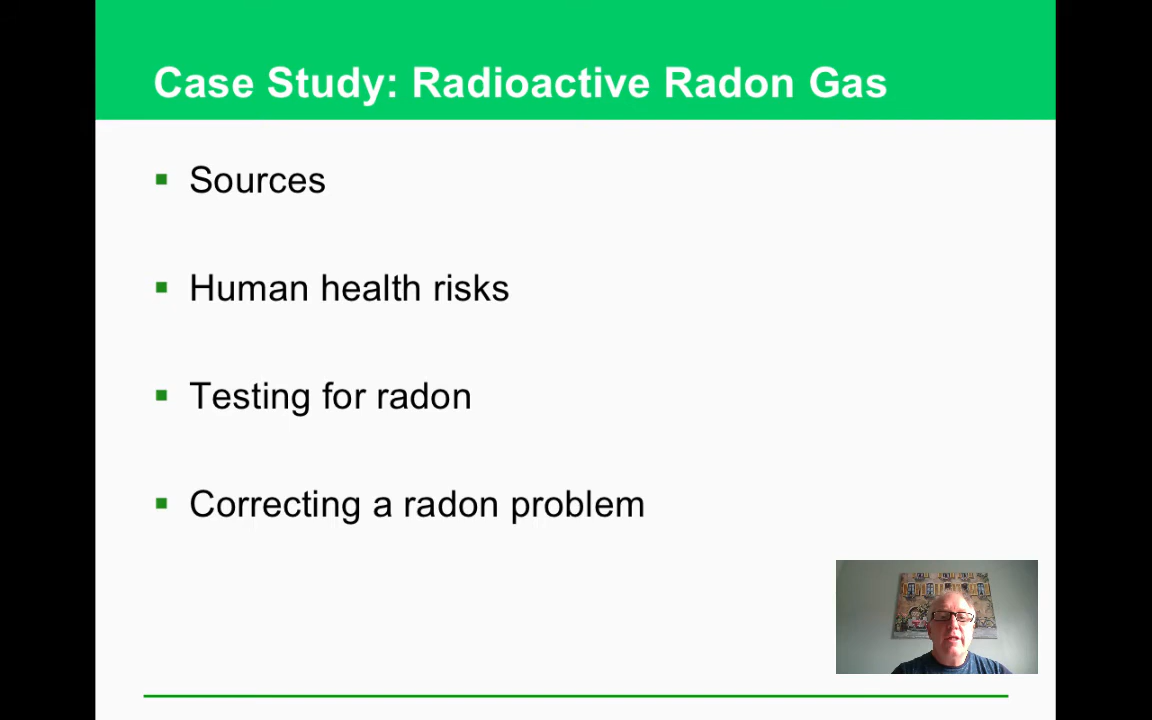 Case Study: Radioactive Radon Gas
Sources
Human health risks
Testing for radon
Correcting a radon problem